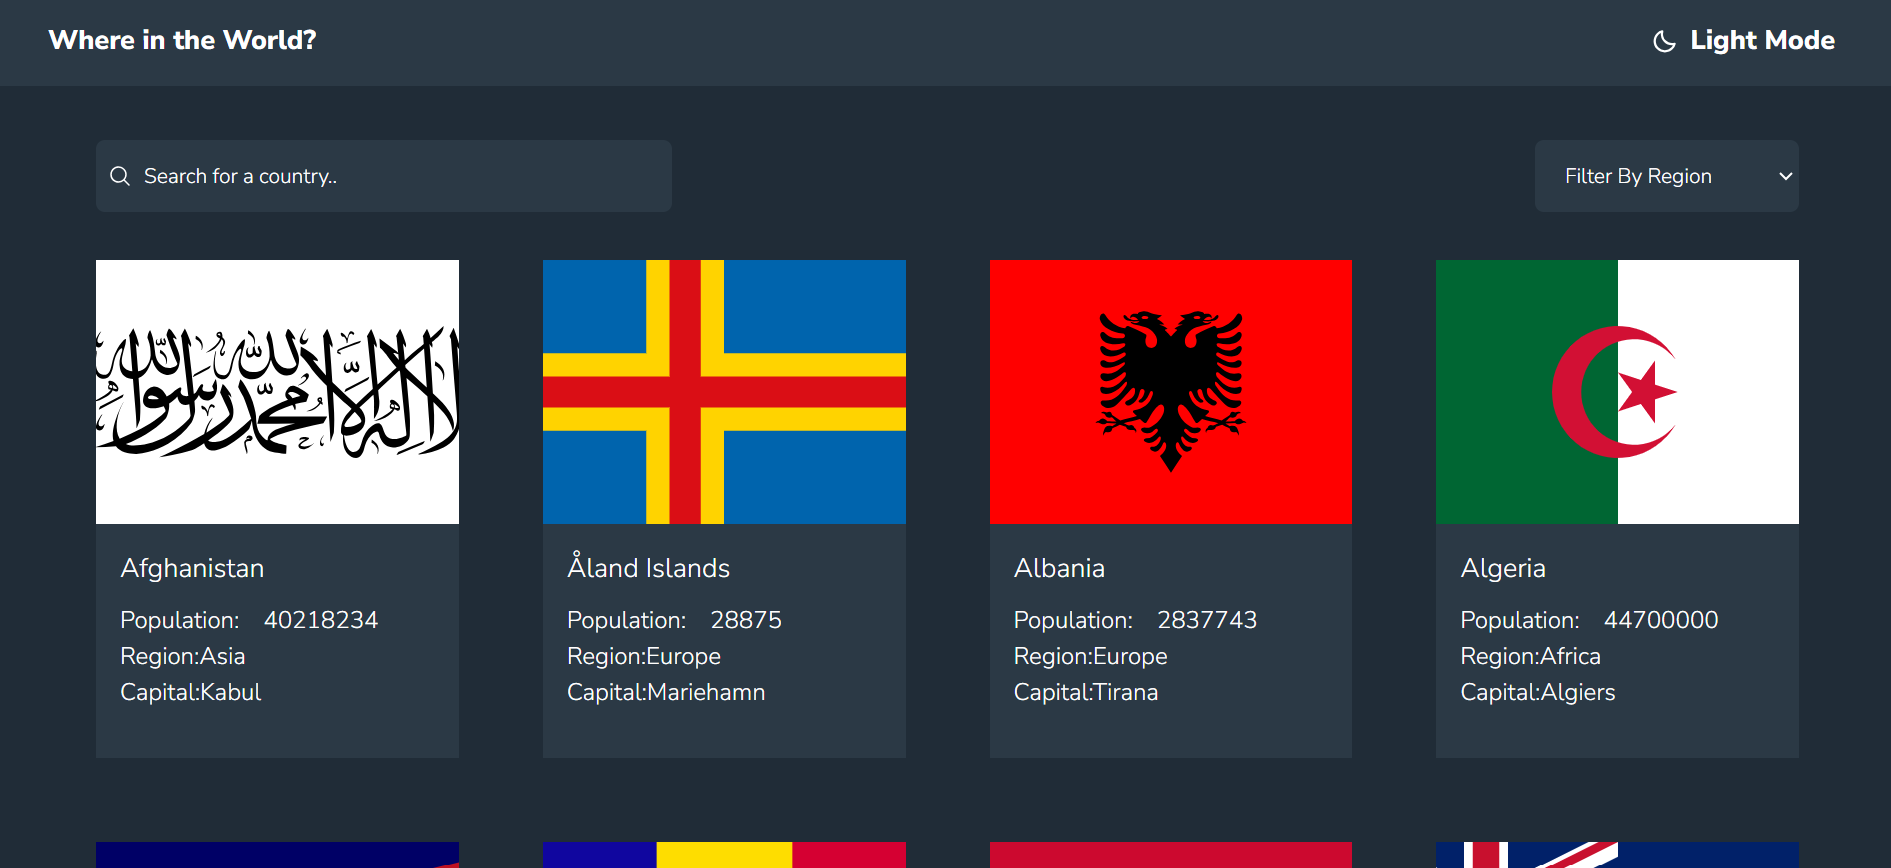 Where in the World?
Light Mode
Search for a country..
Filter By Region
لا إله إلا الله محمد رسول الله
Afghanistan
Population: 40218234
Region:Asia
Capital:Kabul
Åland Islands
Population: 28875
Region:Europe
Capital:Mariehamn
Albania
Population: 2837743
Region:Europe
Capital:Tirana
Algeria
Population: 44700000
Region:Africa
Capital:Algiers